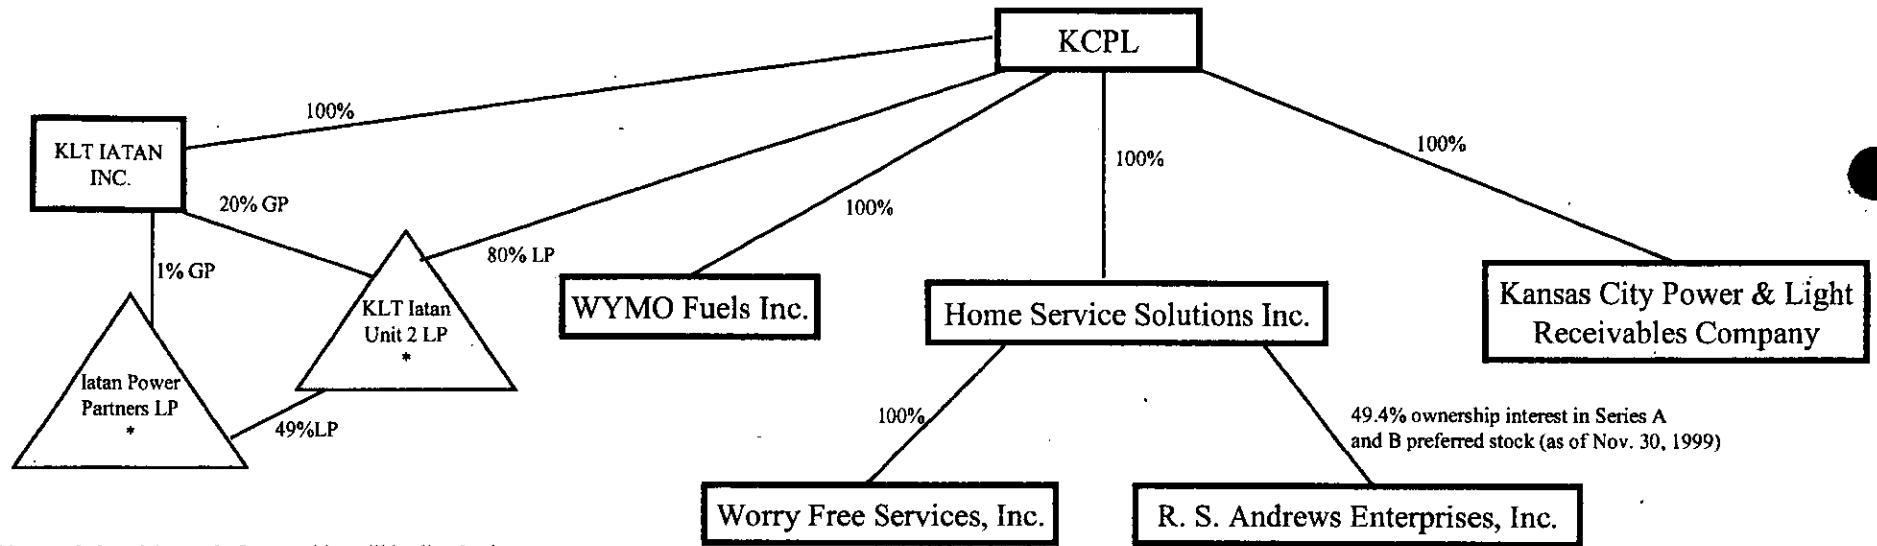 KCPL
100%
KLT IATAN
INC.
100%
100%
100%
20% GP
80% LP
1% GP
KLT Iatan
Unit 2 LP
*
WYMO Fuels Inc.
Home Service Solutions Inc.
Kansas City Power & Light
Receivables Company
Iatan Power
Partners LP
*
49%LP
100%
49.4% ownership interest in Series A
and B preferred stock (as of Nov. 30, 1999)
Worry Free Services, Inc.
R. S. Andrews Enterprises, Inc.